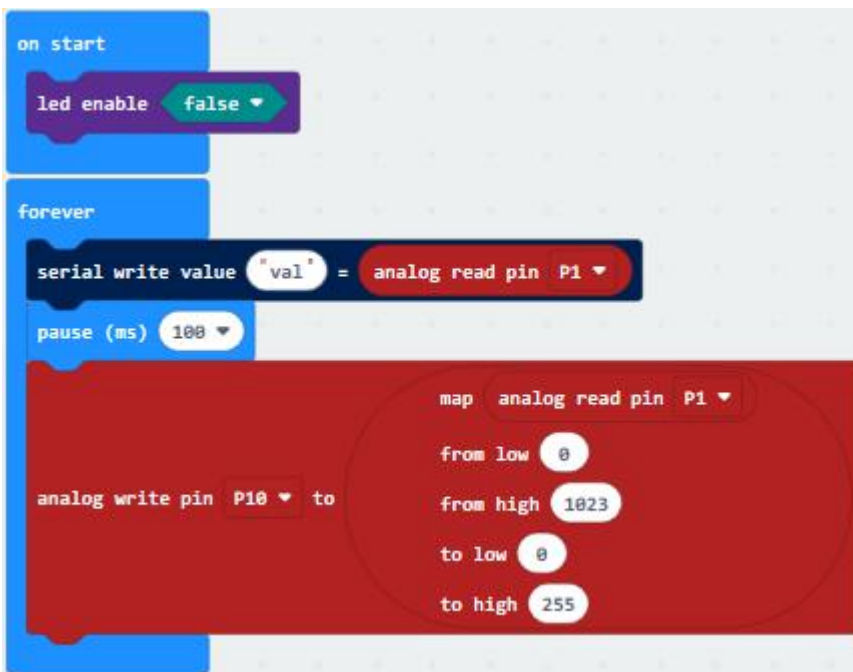 on start
led enable false
forever
serial write value "val" = analog read pin P1
pause (ms) 100
map analog read pin P1
from low 0
from high 1023
analog write pin P10 to
to low 0
to high 255